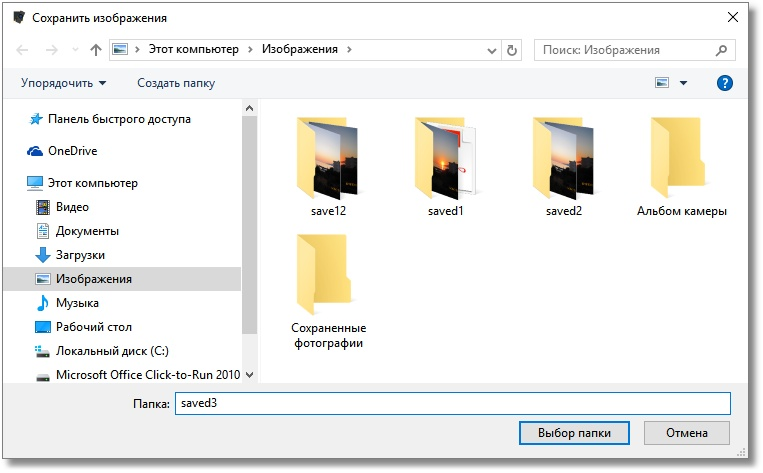 Сохранить изображения
Этот компьютер
Изображения
Поиск: Изображения
Упорядочить
Создать папку
?
Панель быстрого доступа
OneDrive
Этот компьютер
Видео
Документы
Загрузки
Изображения
Музыка
Рабочий стол
Локальный диск (C:)
Microsoft Office Click-to-Run 2010
save12
saved1
saved2
Альбом камеры
Сохраненные
фотографии
Папка: saved3
Выбор папки
Отмена